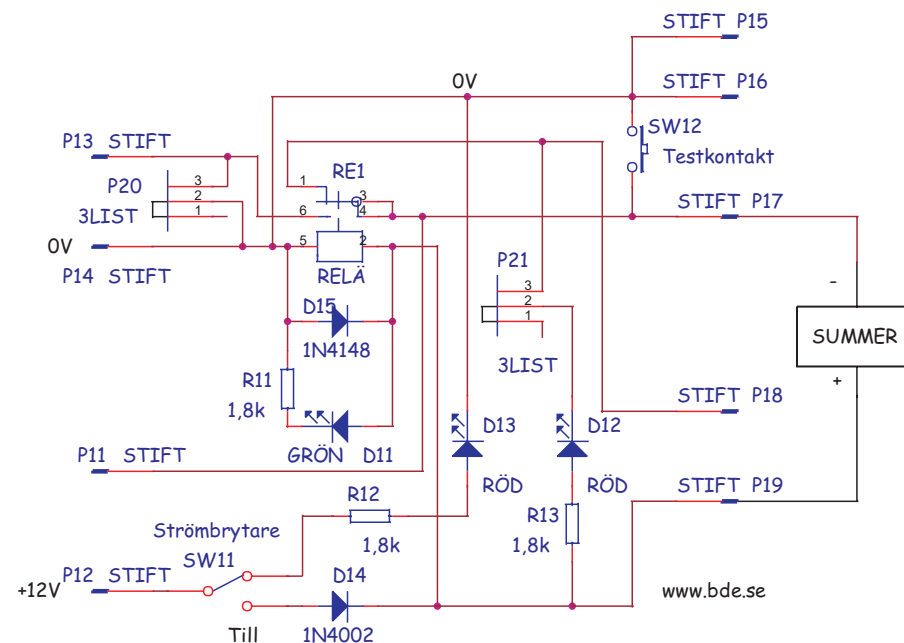 STIFT P15
0V
STIFT P16
SW12
Testkontakt
P13 STIFT
RE1
P20
3
2
1
3LIST
1
3
6
4
STIFT P17
0V
5
2
P14 STIFT
RELÄ
P21
3
2
1
-
D15
1N4148
SUMMER
3LIST
R11
1,8k
+
STIFT P18
D13
D12
GRÖN D11
P11 STIFT
RÖD
RÖD
STIFT P19
R12
R13
Strömbrytare
1,8k
1,8k
SW11
+12V
P12 STIFT
D14
www.bde.se
Till
1N4002